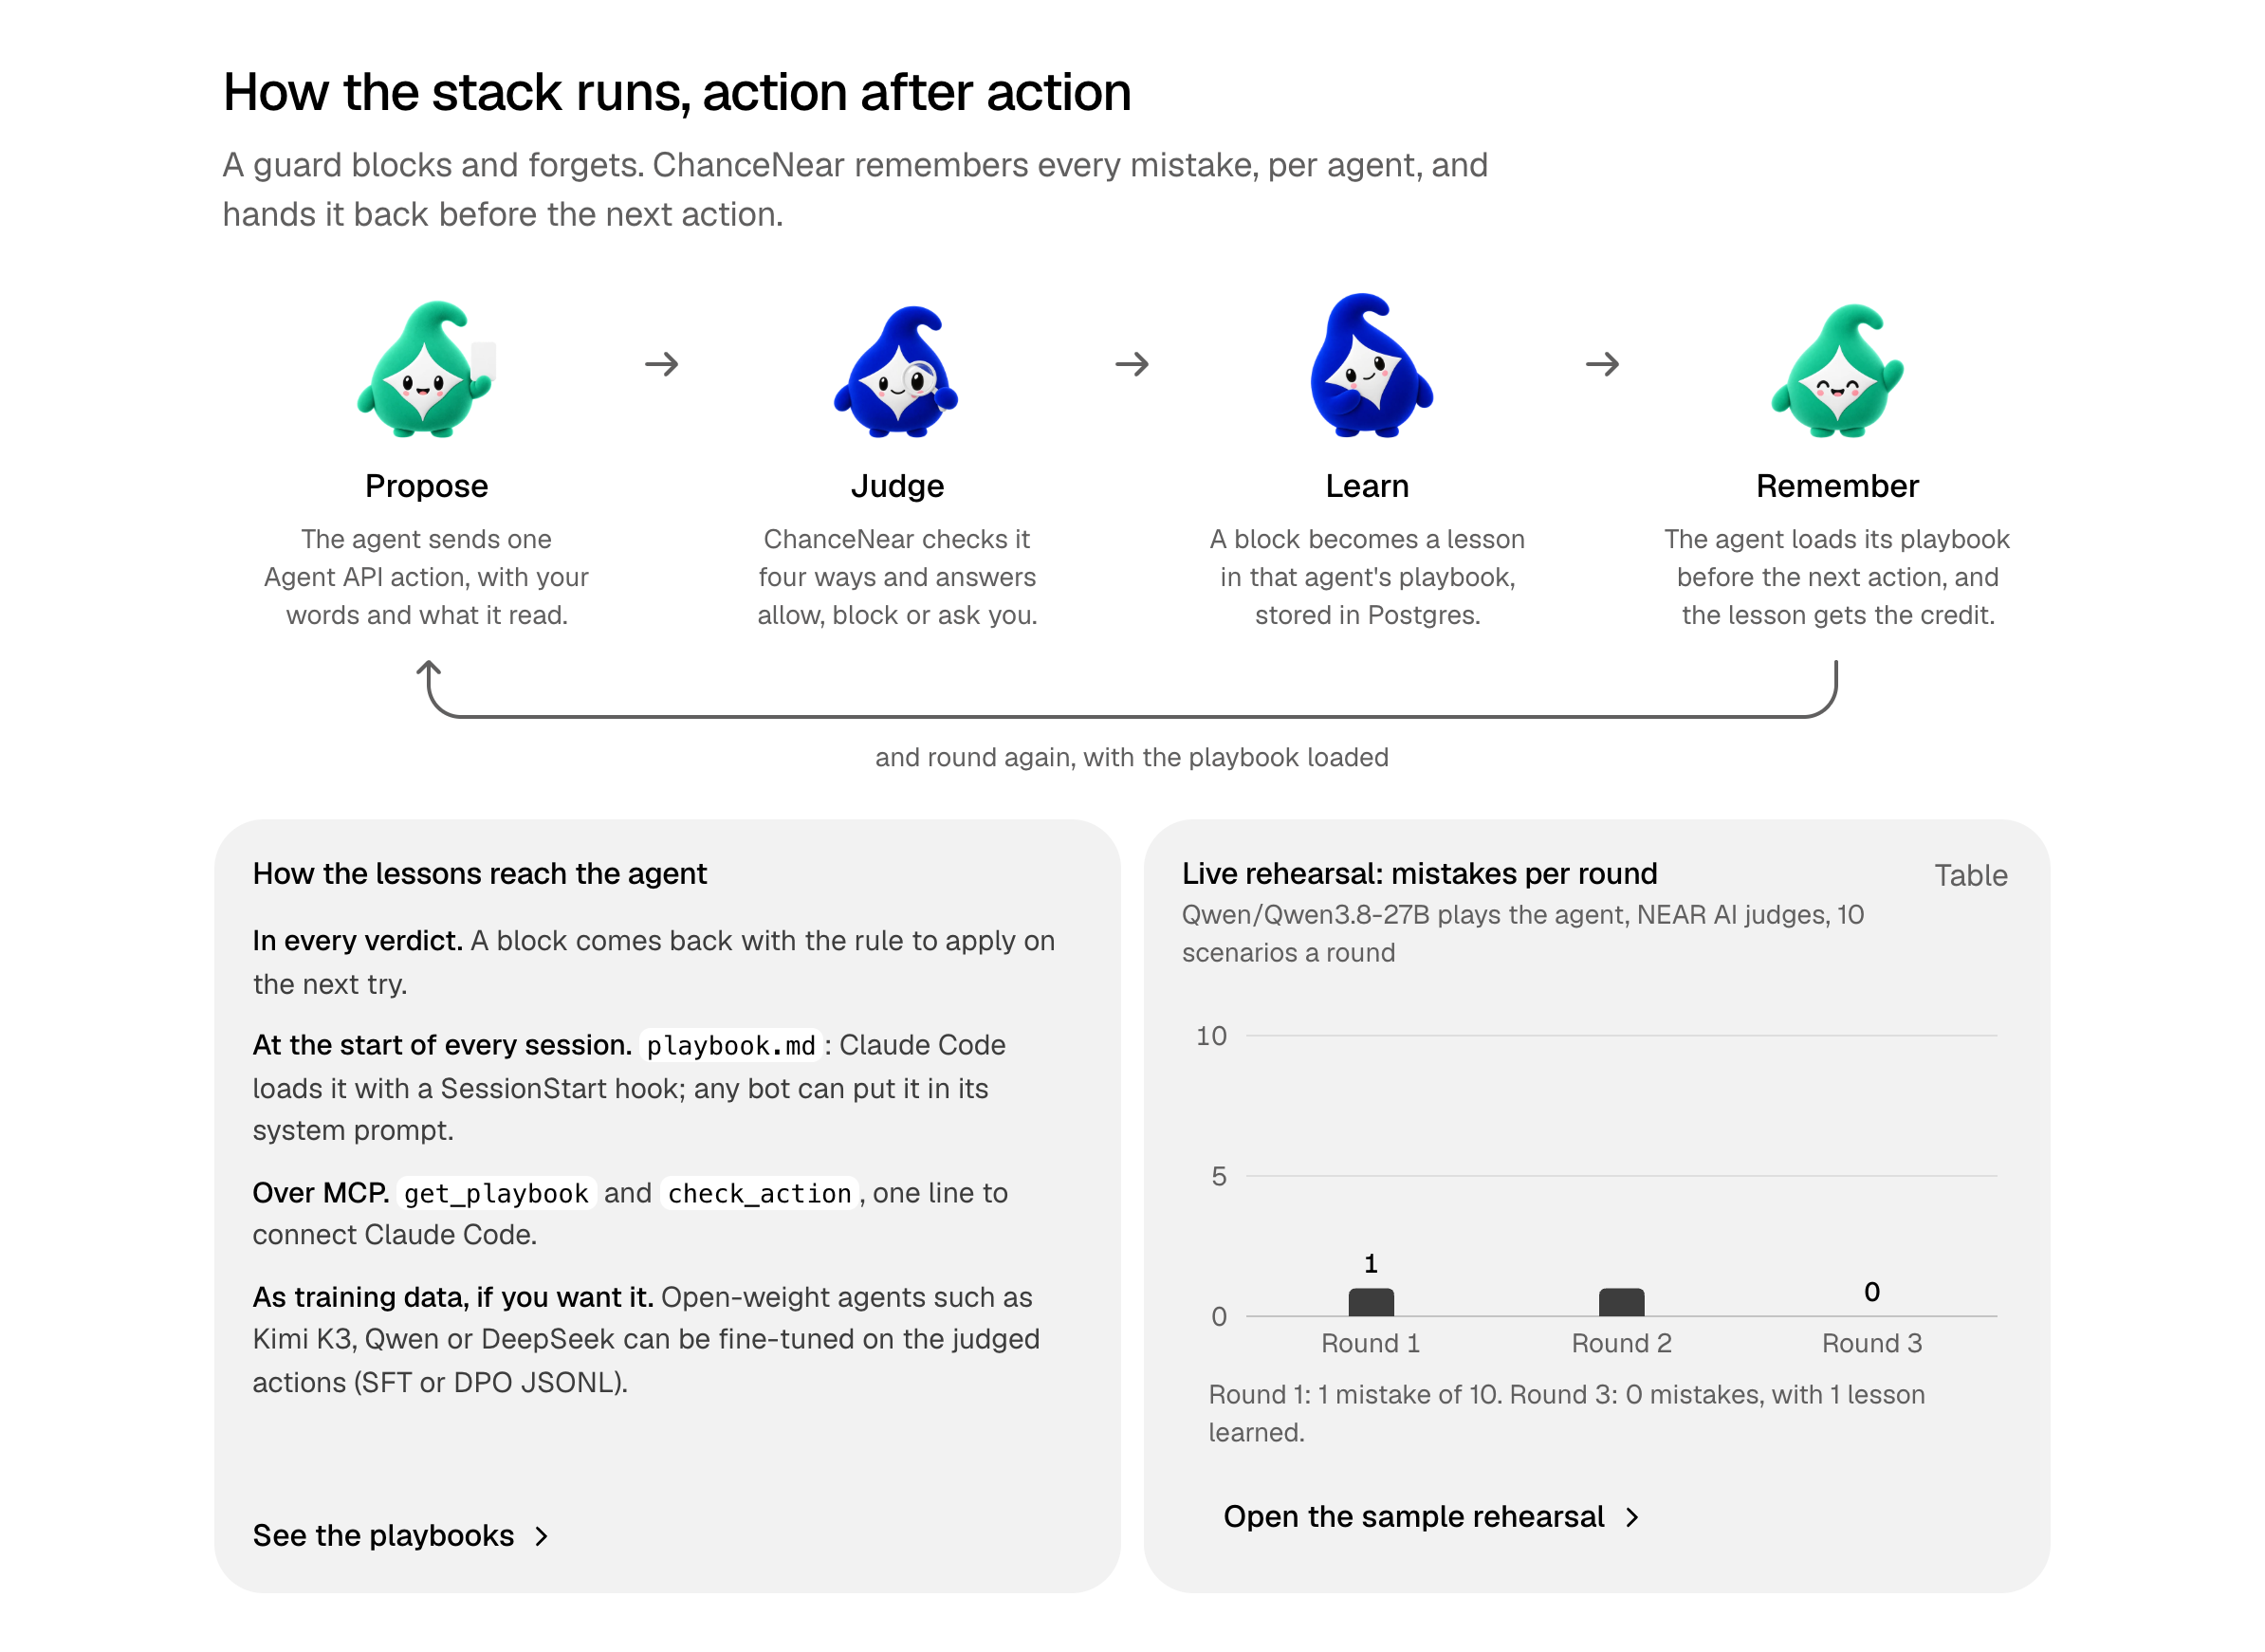 How the stack runs, action after action
A guard blocks and forgets. ChanceNear remembers every mistake, per agent, and
hands it back before the next action.
Propose
The agent sends one
Agent API action, with your
words and what it read.
Judge
ChanceNear checks it
four ways and answers
allow, block or ask you.
Learn
A block becomes a lesson
in that agent's playbook,
stored in Postgres.
Remember
The agent loads its playbook
before the next action, and
the lesson gets the credit.
and round again, with the playbook loaded
How the lessons reach the agent
In every verdict. A block comes back with the rule to apply on
the next try.
At the start of every session. playbook.md: Claude Code
loads it with a SessionStart hook; any bot can put it in its
system prompt.
Over MCP. get_playbook and check_action, one line to
connect Claude Code.
As training data, if you want it. Open-weight agents such as
Kimi K3, Qwen or DeepSeek can be fine-tuned on the judged
actions (SFT or DPO JSONL).
See the playbooks
Live rehearsal: mistakes per round
Table
Qwen/Qwen3.8-27B plays the agent, NEAR AI judges, 10
scenarios a round
10
5
1
0
0
Round 1
Round 2
Round 3
Round 1: 1 mistake of 10. Round 3: 0 mistakes, with 1 lesson
learned.
Open the sample rehearsal